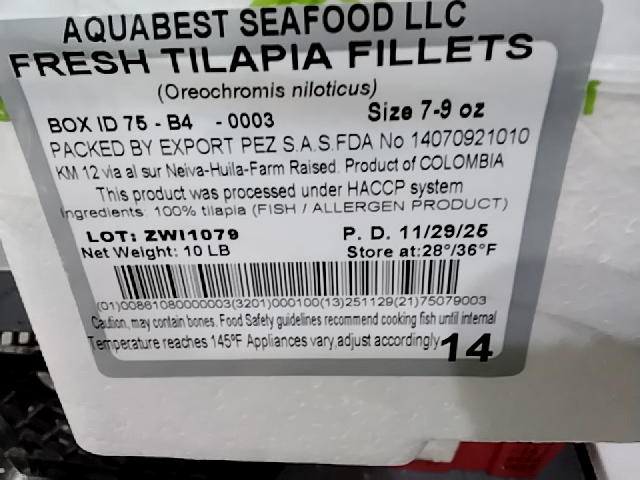 AQUABEST SEAFOOD LLC
FRESH TILAPIA FILLETS
(Oreochromis niloticus)
BOX ID 75 - B4 - 0003 Size 7-9 oz
PACKED BY EXPORT PEZ S.A.S.FDA No 14070921010
KM 12 via al sur Neiva-Huila-Farm Raised. Product of COLOMBIA
This product was processed under HACCP system
Ingredients: 100% tilapia (FISH / ALLERGEN PRODUCT)
LOT: ZWI1079 P. D. 11/29/25
Net Weight: 10 LB Store at:28°/36°F
(01)00861080000003(3201)000100(13)251129(21)75079003
Caution, may contain bones. Food Safety guidelines recommend cooking fish until internal
Temperature reaches 145ºF Appliances vary,adjust accordingly 14